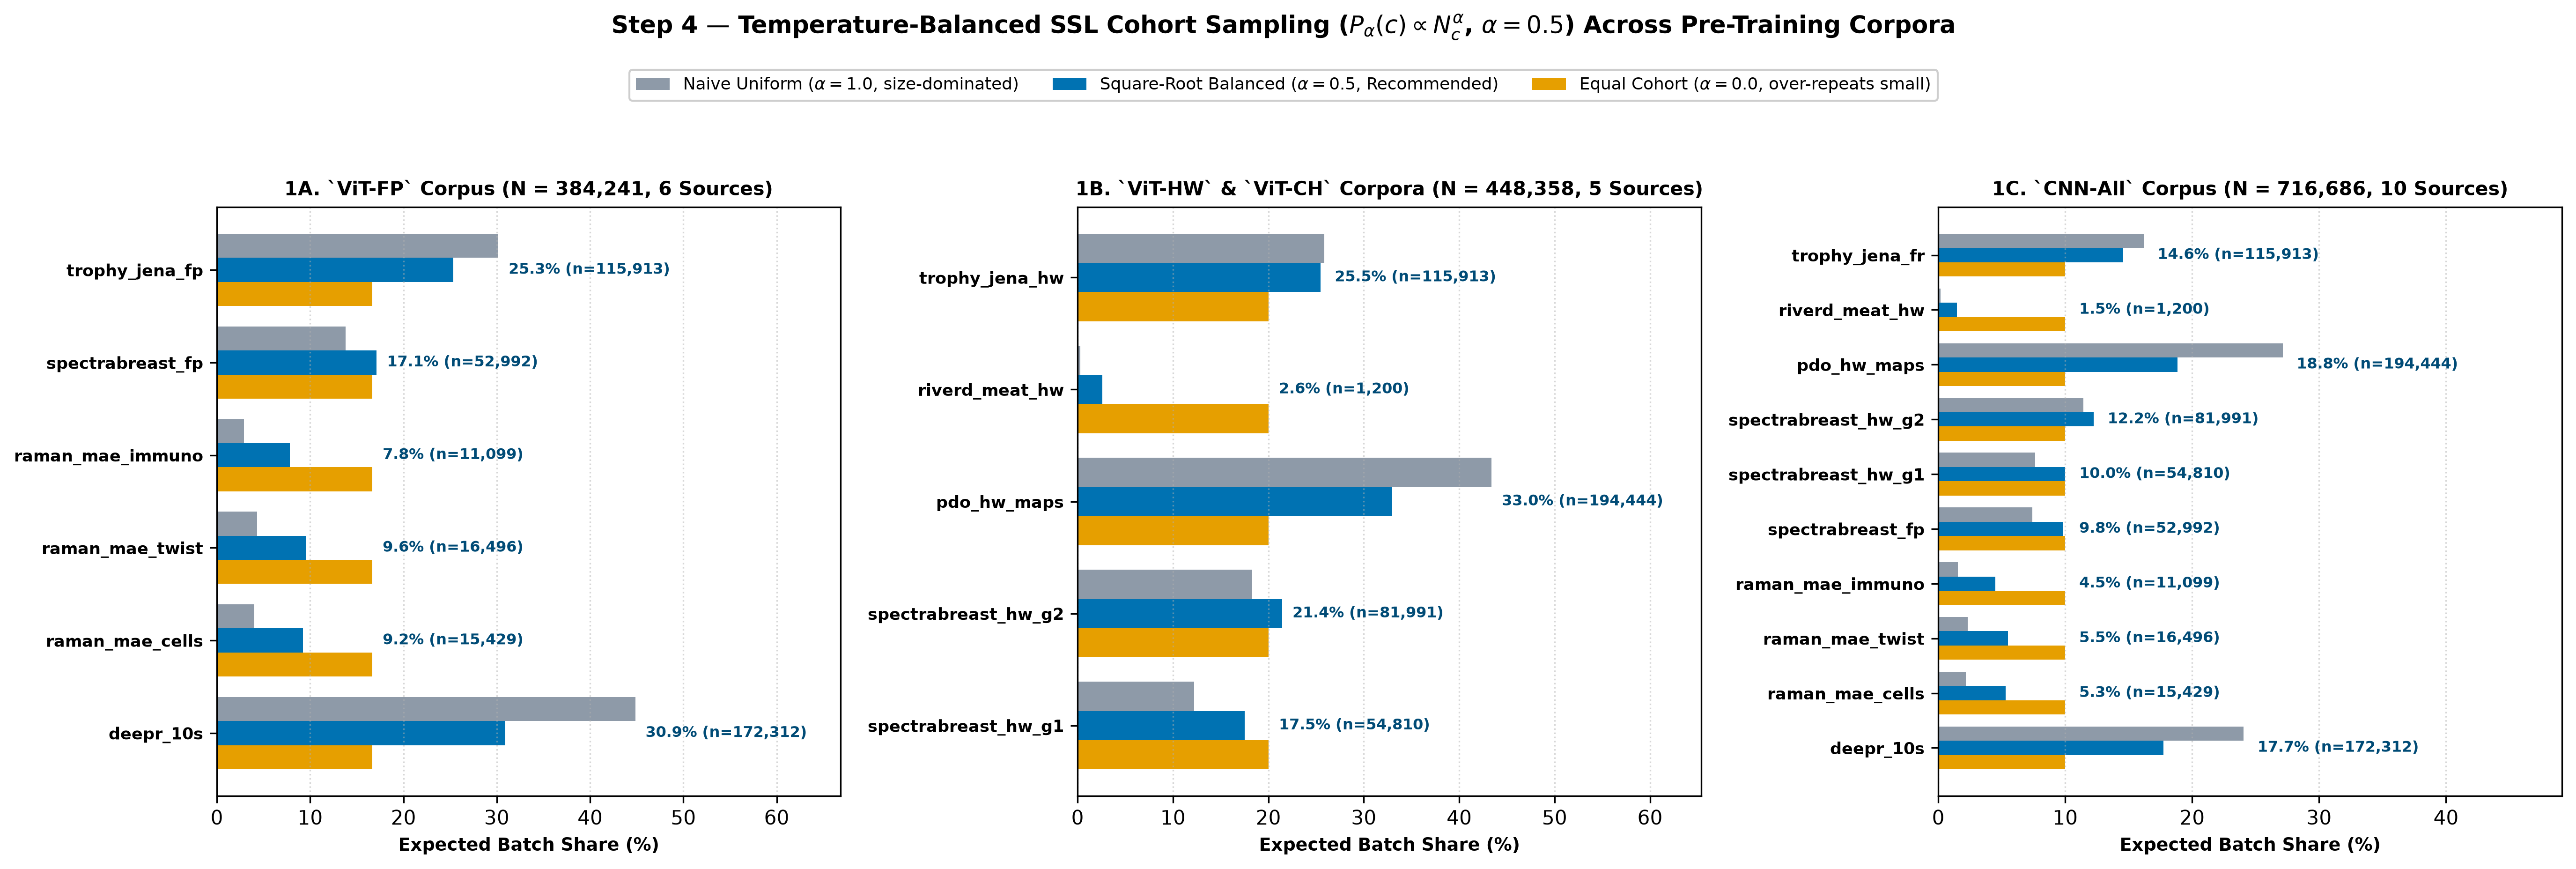 Step 4 — Temperature-Balanced SSL Cohort Sampling ($P_\alpha(c) \propto N_c^\alpha$, $\alpha = 0.5$) Across Pre-Training Corpora
Naive Uniform (α = 1.0, size-dominated)
Square-Root Balanced (α = 0.5, Recommended)
Equal Cohort (α = 0.0, over-repeats small)
1A. `ViT-FP` Corpus (N = 384,241, 6 Sources)
trophy_jena_fp
25.3% (n=115,913)
spectrabreast_fp
17.1% (n=52,992)
raman_mae_immuno
7.8% (n=11,099)
raman_mae_twist
9.6% (n=16,496)
raman_mae_cells
9.2% (n=15,429)
deepr_10s
30.9% (n=172,312)
0 10 20 30 40 50 60
Expected Batch Share (%)
1B. `ViT-HW` & `ViT-CH` Corpora (N = 448,358, 5 Sources)
trophy_jena_hw
25.5% (n=115,913)
riverd_meat_hw
2.6% (n=1,200)
pdo_hw_maps
33.0% (n=194,444)
spectrabreast_hw_g2
21.4% (n=81,991)
spectrabreast_hw_g1
17.5% (n=54,810)
0 10 20 30 40 50 60
Expected Batch Share (%)
1C. `CNN-All` Corpus (N = 716,686, 10 Sources)
trophy_jena_fr
14.6% (n=115,913)
riverd_meat_hw
1.5% (n=1,200)
pdo_hw_maps
18.8% (n=194,444)
spectrabreast_hw_g2
12.2% (n=81,991)
spectrabreast_hw_g1
10.0% (n=54,810)
spectrabreast_fp
9.8% (n=52,992)
raman_mae_immuno
4.5% (n=11,099)
raman_mae_twist
5.5% (n=16,496)
raman_mae_cells
5.3% (n=15,429)
deepr_10s
17.7% (n=172,312)
0 10 20 30 40
Expected Batch Share (%)